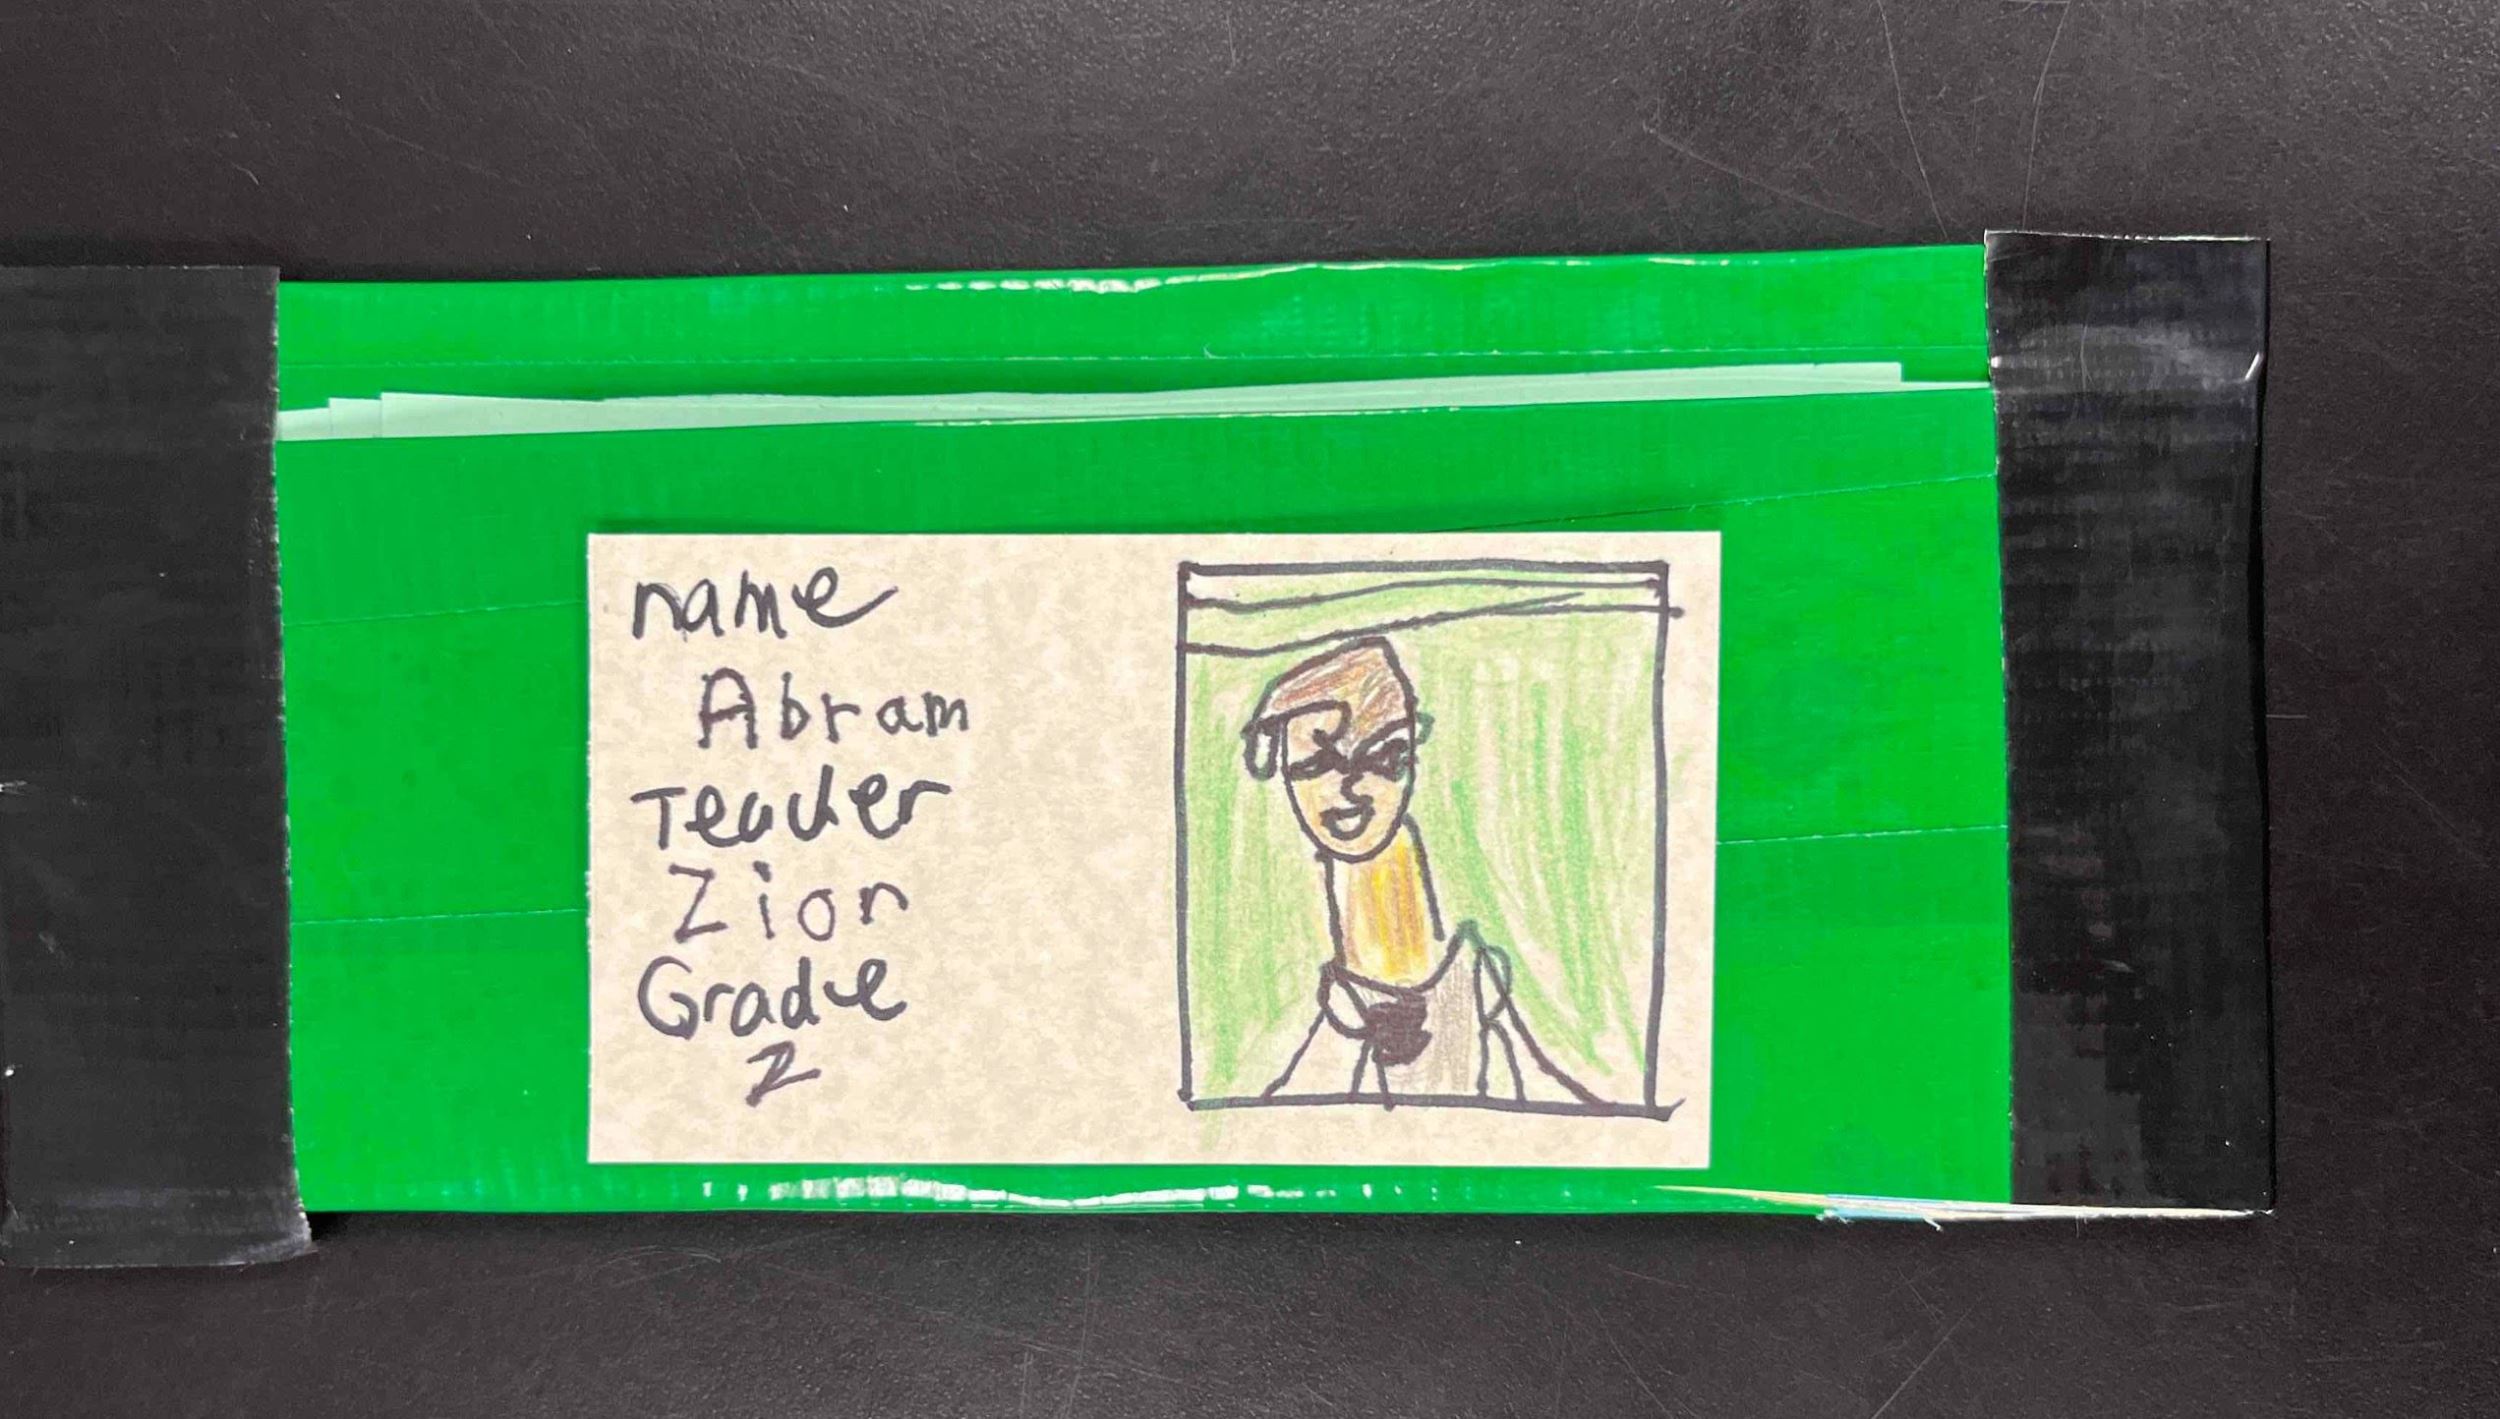 name
Abram
Teacher
Zion
Grade
2